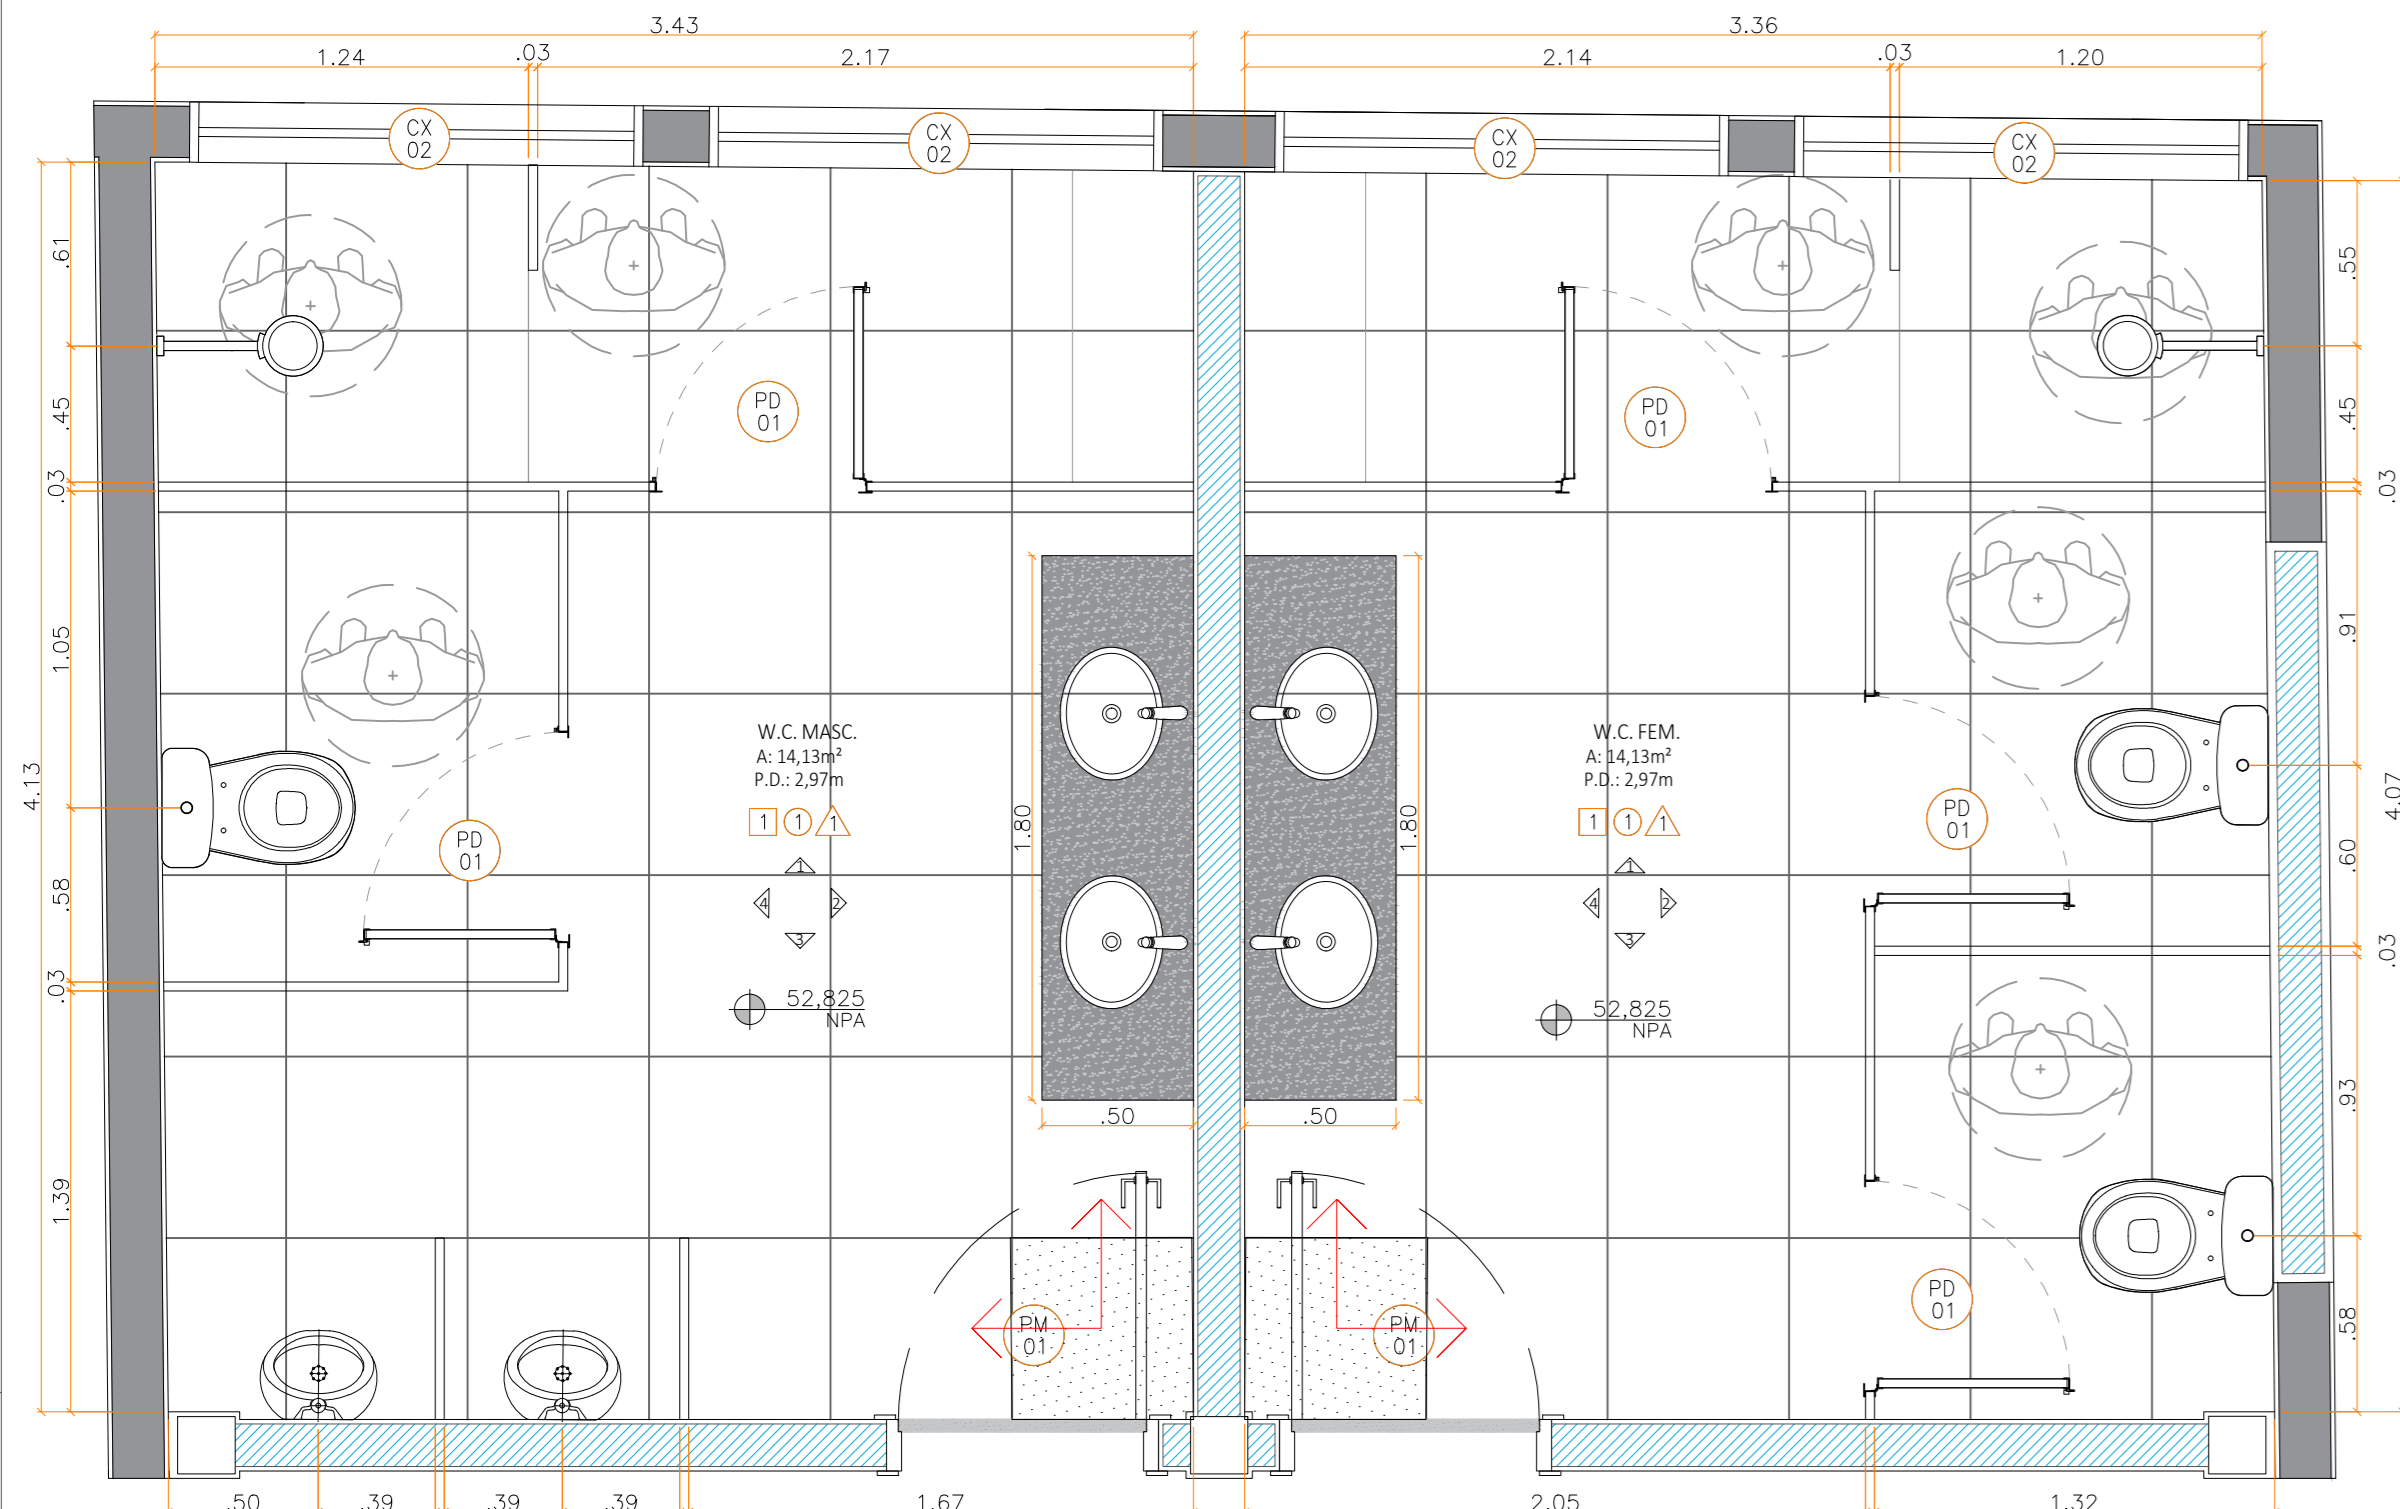 3.43
3.36
1.24
.03
2.17
2.14
.03
1.20
CX
02
CX
02
CX
02
CX
02
.61
.55
PD
01
PD
01
.45
.45
.03
.03
1.05
.91
W.C. MASC.
A: 14,13m²
P.D.: 2,97m
W.C. FEM.
A: 14,13m²
P.D.: 2,97m
4.13
4.07
1 1 1
1 1 1
1.80
1.80
PD
01
PD
01
.60
1
4 2
3
1
4 2
3
.58
.03
.03
52,825
NPA
52,825
NPA
.50
.50
.93
1.39
PM
01
PM
01
PD
01
.58
.50
.39
.39
.39
1.67
2.05
1.32